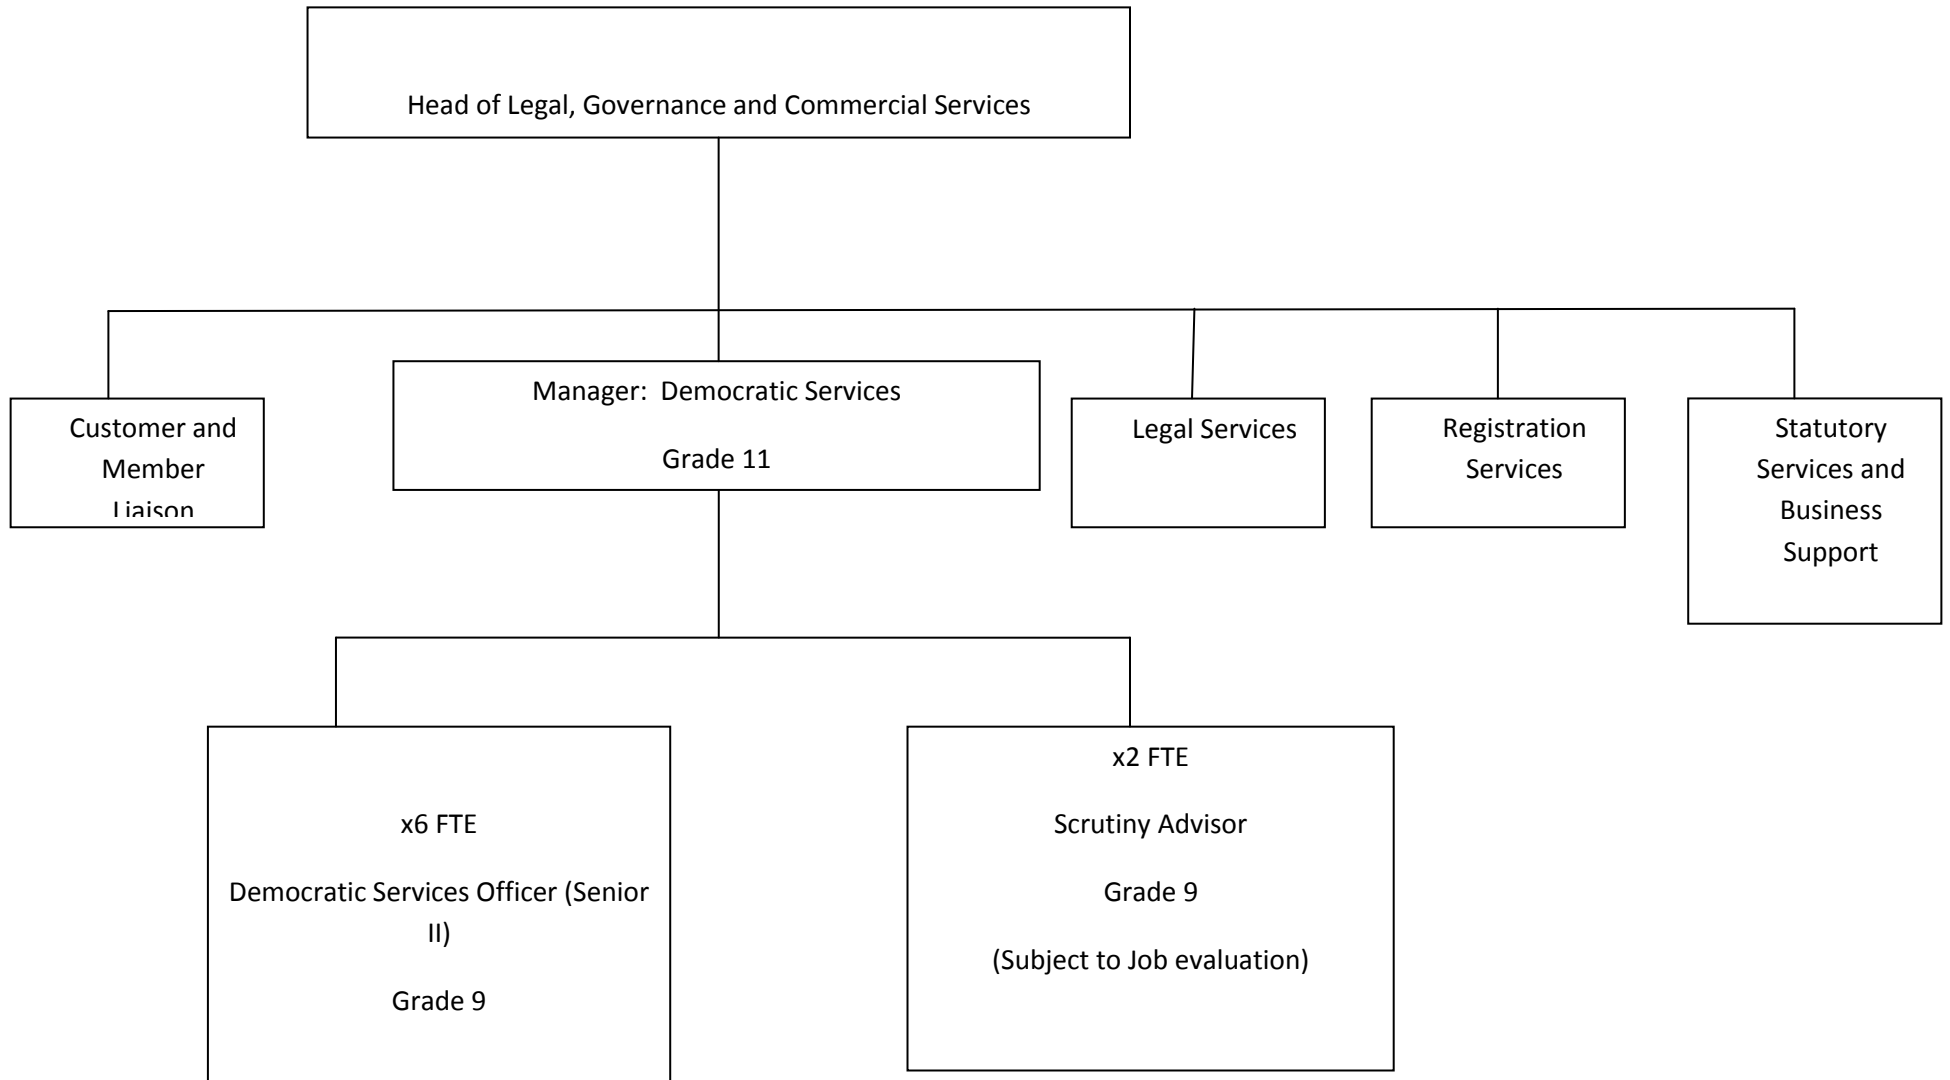 Head of Legal, Governance and Commercial Services
Customer and
Member
Liaison
Manager: Democratic Services
Grade 11
Legal Services
Registration
Services
Statutory
Services and
Business
Support
x6 FTE
Democratic Services Officer (Senior
II)
Grade 9
x2 FTE
Scrutiny Advisor
Grade 9
(Subject to Job evaluation)